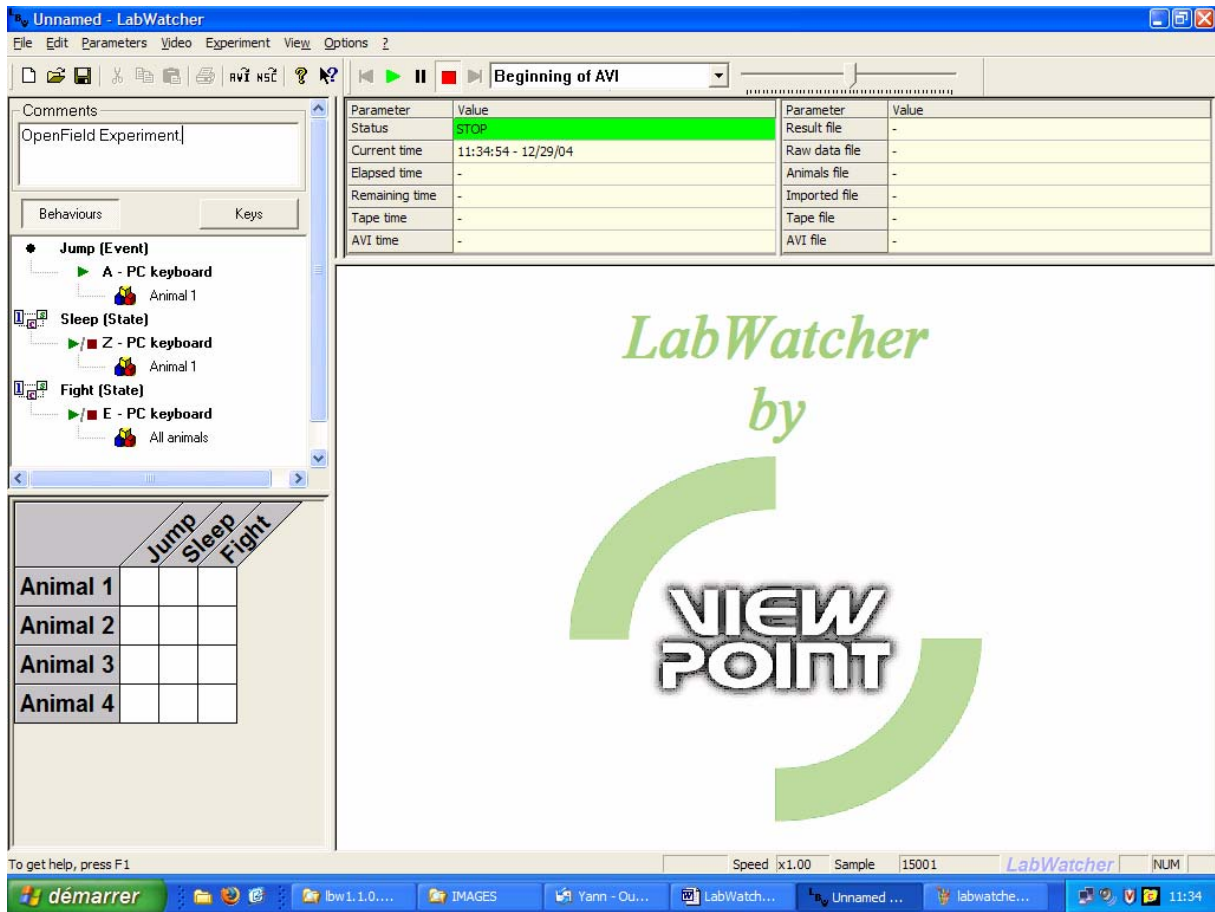 Unnamed - LabWatcher
File Edit Parameters Video Experiment View Options ?
Beginning of AVI
Comments
OpenField Experiment.
Behaviours Keys
Jump (Event)
A - PC keyboard
Animal 1
Sleep (State)
Z - PC keyboard
Animal 1
Fight (State)
E - PC keyboard
All animals
Jump Sleep Fight
Animal 1
Animal 2
Animal 3
Animal 4
Parameter Value Parameter Value
Status STOP Result file -
Current time 11:34:54 - 12/29/04 Raw data file -
Elapsed time - Animals file -
Remaining time - Imported file -
Tape time - Tape file -
AVI time - AVI file -
LabWatcher
by
VIEW
POINT
To get help, press F1 Speed x1.00 Sample 15001 LabWatcher NUM
démarrer lbw1.1.0.... IMAGES Yann - Ou... LabWatch... Unnamed ... labwatche... 11:34